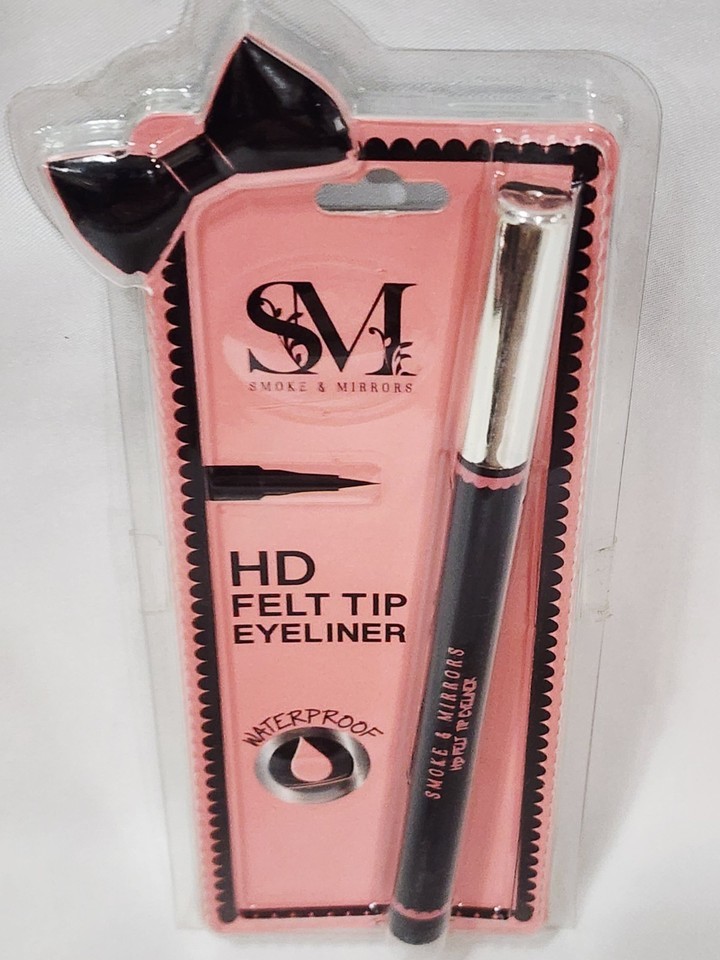 SM
SMOKE & MIRRORS
HD
FELT TIP
EYELINER
WATERPROOF
SMOKE & MIRRORS
HD FELT TIP EYELINER